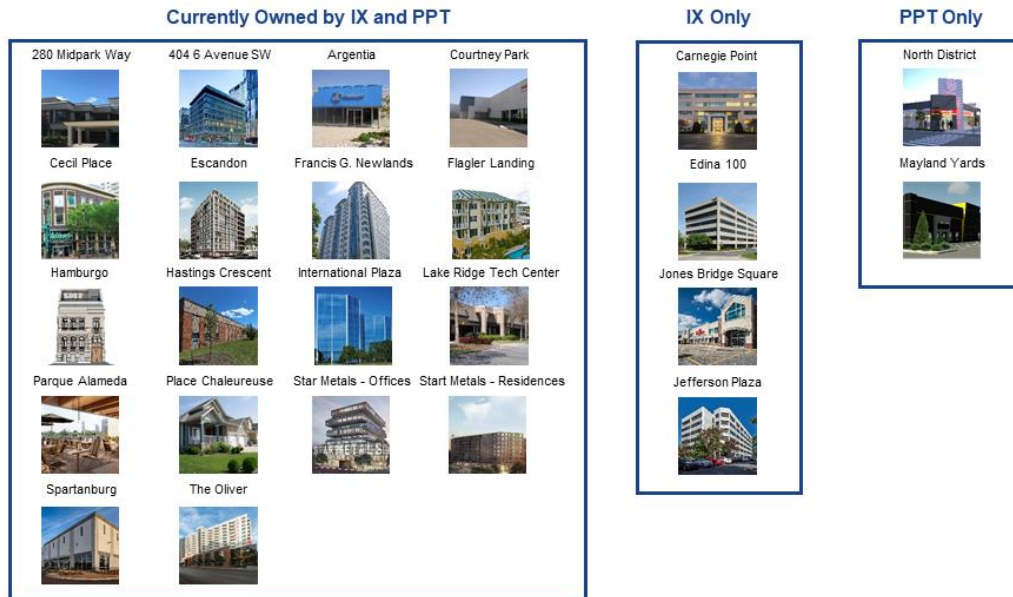 Currently Owned by IX and PPT
IX Only
PPT Only
280 Midpark Way
404 6 Avenue SW
Argentia
Courtney Park
Carnegie Point
North District
Cecil Place
Escandon
Francis G. Newlands
Flagler Landing
Edina 100
Mayland Yards
Hamburgo
Hastings Crescent
International Plaza
Lake Ridge Tech Center
Jones Bridge Square
Parque Alameda
Place Chaleureuse
Star Metals - Offices
Start Metals - Residences
Jefferson Plaza
Spartanburg
The Oliver